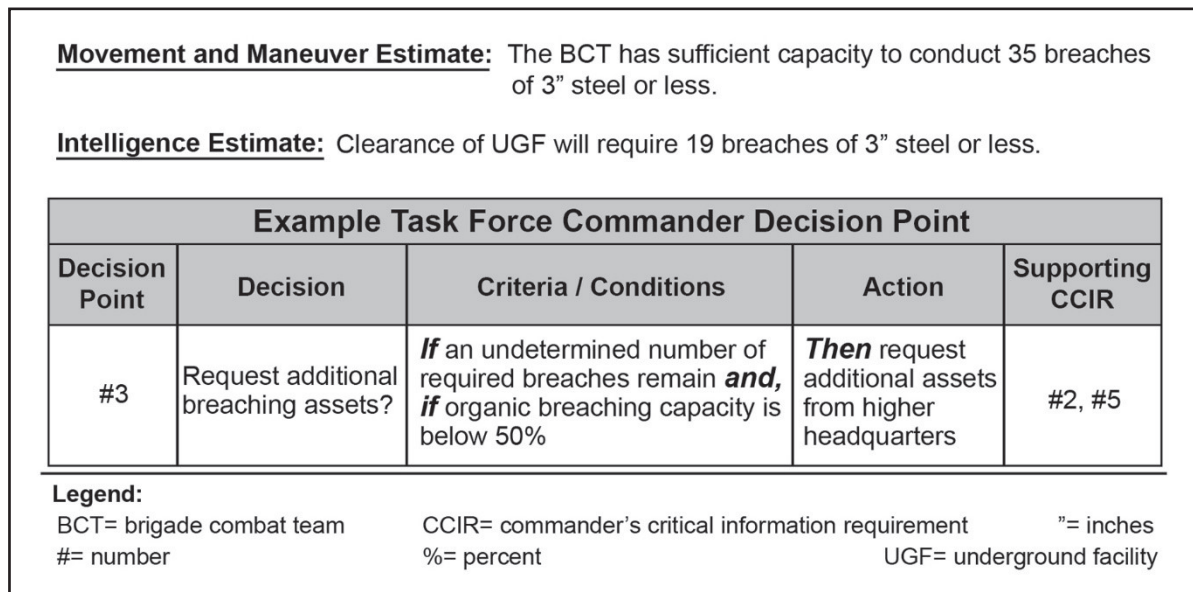 Movement and Maneuver Estimate: The BCT has sufficient capacity to conduct 35 breaches
of 3” steel or less.
Intelligence Estimate: Clearance of UGF will require 19 breaches of 3” steel or less.
Example Task Force Commander Decision Point
Decision
Point
Decision
Criteria / Conditions
Action
Supporting
CCIR
#3
Request additional
breaching assets?
If an undetermined number of
required breaches remain and,
if organic breaching capacity is
below 50%
Then request
additional assets
from higher
headquarters
#2, #5
Legend:
BCT= brigade combat team CCIR= commander’s critical information requirement ”= inches
#= number %= percent UGF= underground facility